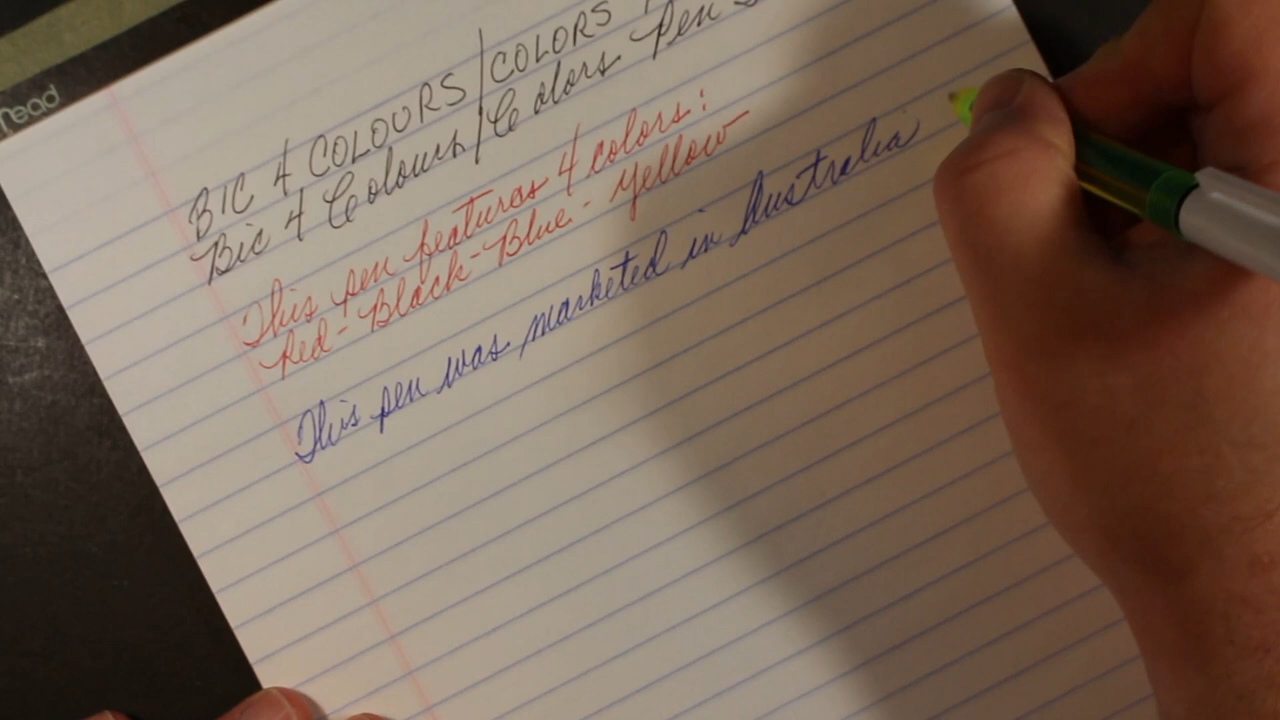 read
BIC 4 COLOURS/COLORS
Bic 4 Colours/Colors Pen
This pen features 4 colors:
Red-Black-Blue-Yellow
This pen was marketed in Australia